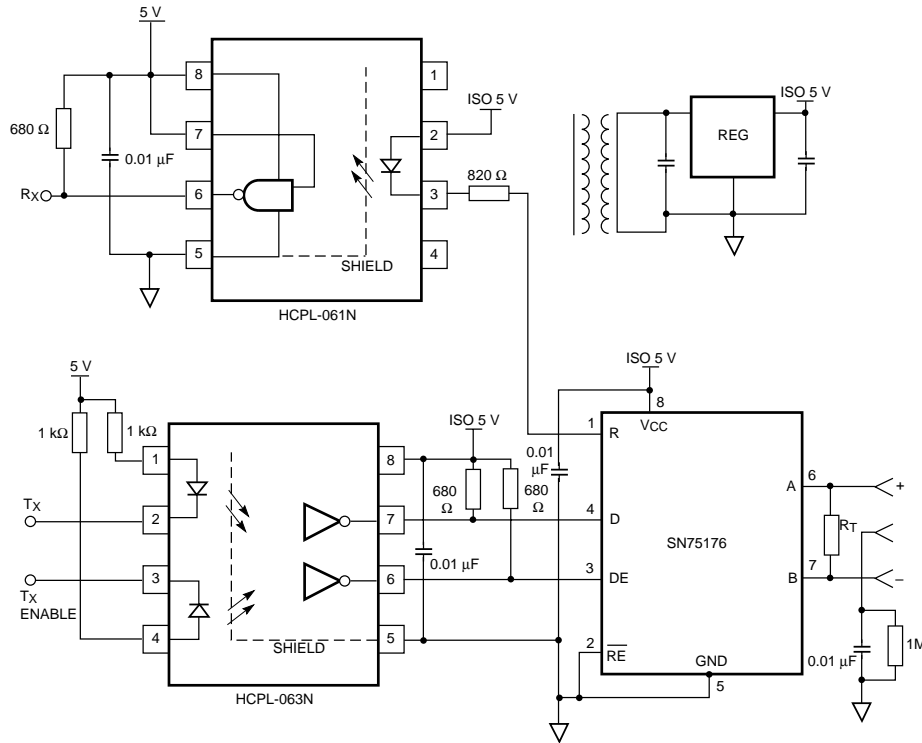 5 V
8
1
ISO 5 V
ISO 5 V
680 Ω
7
2
REG
0.01 µF
820 Ω
RX
6
3
5
4
SHIELD
HCPL-061N
5 V
ISO 5 V
8
VCC
1 kΩ
1 kΩ
ISO 5 V
1
R
1
8
0.01
µF
680
Ω
680
Ω
6
A
+
TX
2
7
4
D
SN75176
RT
3
6
0.01 µF
3
DE
7
B
–
TX
ENABLE
4
5
2
RE
SHIELD
GND
5
0.01 µF
1M
HCPL-063N